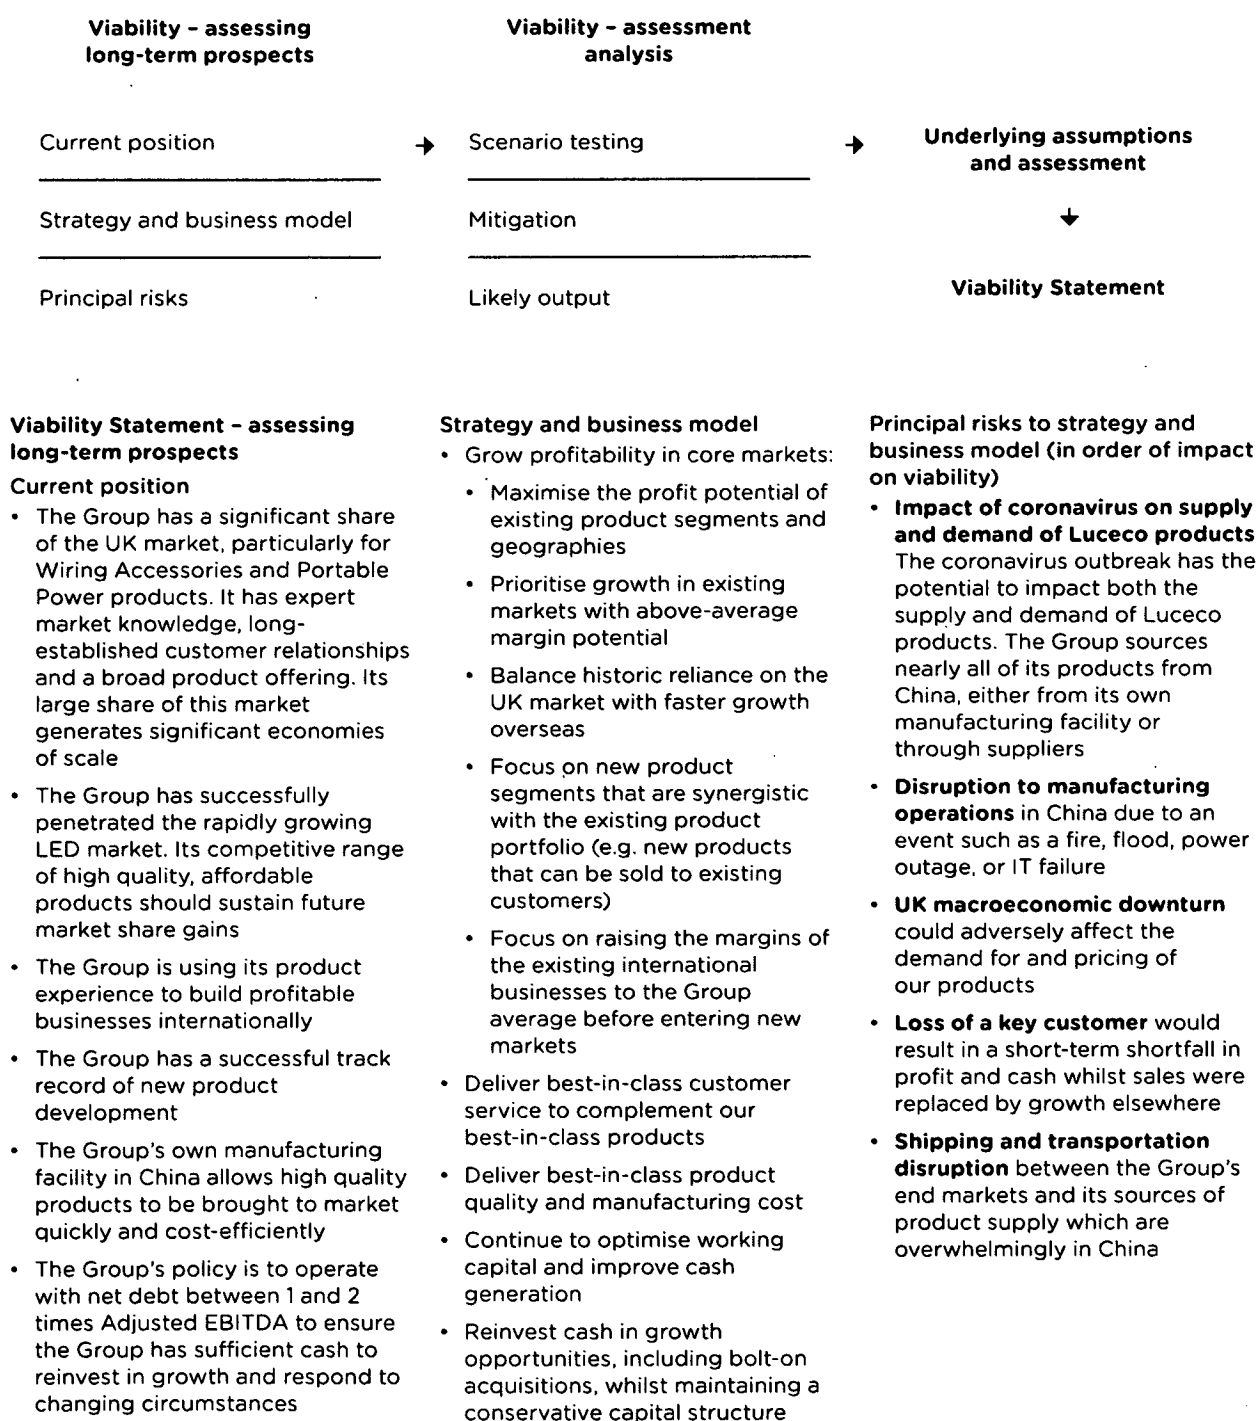 Viability – assessing
long-term prospects
Viability – assessment
analysis
Current position
→
Scenario testing
→
Underlying assumptions
and assessment
Strategy and business model
Mitigation
↓
Principal risks
Likely output
Viability Statement
Viability Statement – assessing
long-term prospects
Current position
• The Group has a significant share
of the UK market, particularly for
Wiring Accessories and Portable
Power products. It has expert
market knowledge, long-
established customer relationships
and a broad product offering. Its
large share of this market
generates significant economies
of scale
• The Group has successfully
penetrated the rapidly growing
LED market. Its competitive range
of high quality, affordable
products should sustain future
market share gains
• The Group is using its product
experience to build profitable
businesses internationally
• The Group has a successful track
record of new product
development
• The Group's own manufacturing
facility in China allows high quality
products to be brought to market
quickly and cost-efficiently
• The Group's policy is to operate
with net debt between 1 and 2
times Adjusted EBITDA to ensure
the Group has sufficient cash to
reinvest in growth and respond to
changing circumstances
Strategy and business model
• Grow profitability in core markets:
• Maximise the profit potential of
existing product segments and
geographies
• Prioritise growth in existing
markets with above-average
margin potential
• Balance historic reliance on the
UK market with faster growth
overseas
• Focus on new product
segments that are synergistic
with the existing product
portfolio (e.g. new products
that can be sold to existing
customers)
• Focus on raising the margins of
the existing international
businesses to the Group
average before entering new
markets
• Deliver best-in-class customer
service to complement our
best-in-class products
• Deliver best-in-class product
quality and manufacturing cost
• Continue to optimise working
capital and improve cash
generation
• Reinvest cash in growth
opportunities, including bolt-on
acquisitions, whilst maintaining a
conservative capital structure
Principal risks to strategy and
business model (in order of impact
on viability)
• Impact of coronavirus on supply
and demand of Luceco products
The coronavirus outbreak has the
potential to impact both the
supply and demand of Luceco
products. The Group sources
nearly all of its products from
China, either from its own
manufacturing facility or
through suppliers
• Disruption to manufacturing
operations in China due to an
event such as a fire, flood, power
outage, or IT failure
• UK macroeconomic downturn
could adversely affect the
demand for and pricing of
our products
• Loss of a key customer would
result in a short-term shortfall in
profit and cash whilst sales were
replaced by growth elsewhere
• Shipping and transportation
disruption between the Group's
end markets and its sources of
product supply which are
overwhelmingly in China